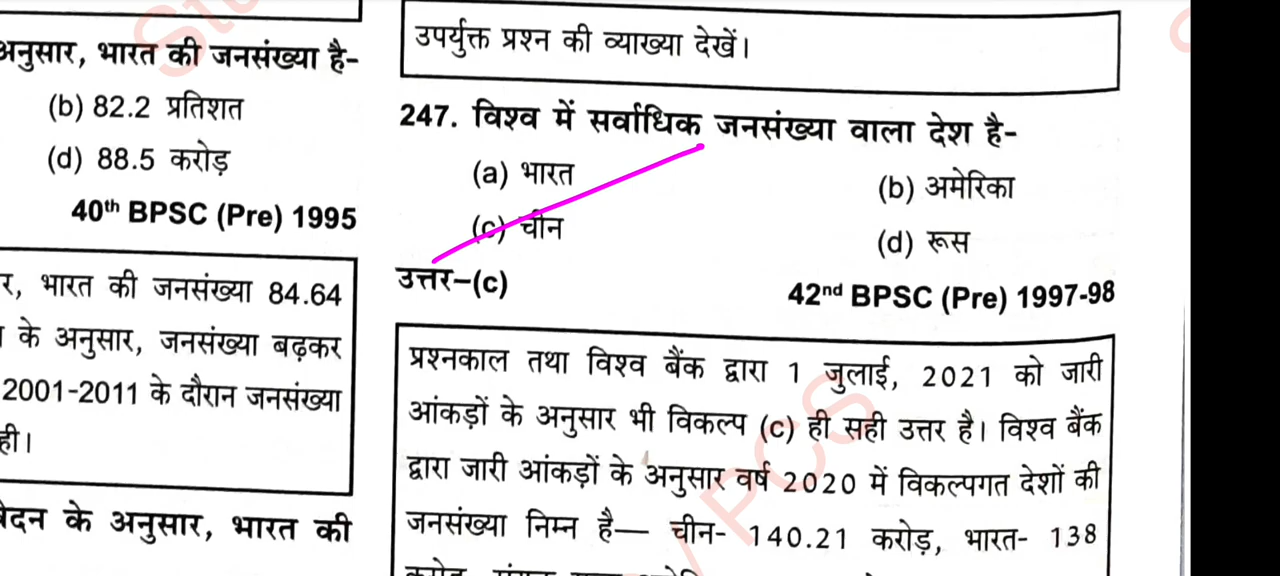 अनुसार, भारत की जनसंख्या है-
(b) 82.2 प्रतिशत
(d) 88.5 करोड़
40th BPSC (Pre) 1995
र, भारत की जनसंख्या 84.64
के अनुसार, जनसंख्या बढ़कर
2001-2011 के दौरान जनसंख्या
ही।
के अनुसार, भारत की
उपर्युक्त प्रश्न की व्याख्या देखें।
247. विश्व में सर्वाधिक जनसंख्या वाला देश है-
(a) भारत (b) अमेरिका
(c) चीन (d) रूस
उत्तर–(c) 42nd BPSC (Pre) 1997-98
प्रश्नकाल तथा विश्व बैंक द्वारा 1 जुलाई, 2021 को जारी
आंकड़ों के अनुसार भी विकल्प (c) ही सही उत्तर है। विश्व बैंक
द्वारा जारी आंकड़ों के अनुसार वर्ष 2020 में विकल्पगत देशों की
जनसंख्या निम्न है— चीन- 140.21 करोड़, भारत- 138
PCS